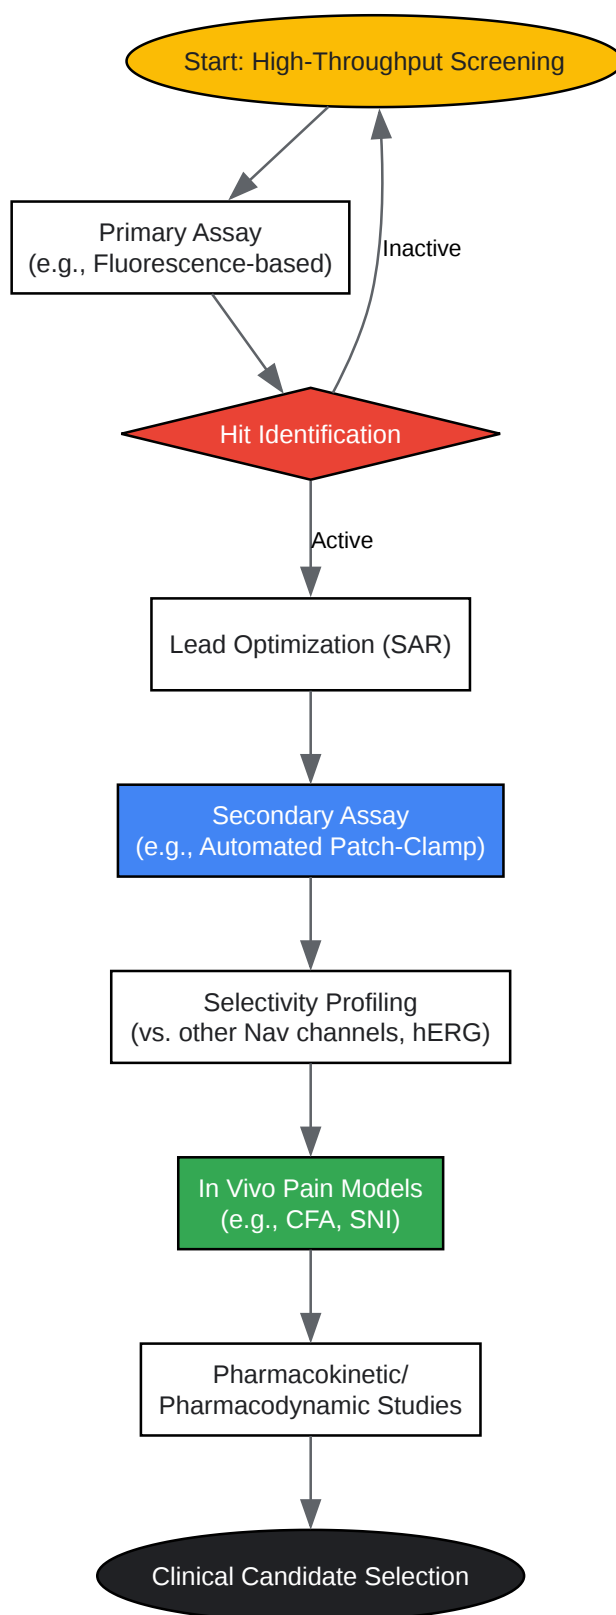 Start: High-Throughput Screening
Primary Assay
(e.g., Fluorescence-based)
Inactive
Hit Identification
Active
Lead Optimization (SAR)
Secondary Assay
(e.g., Automated Patch-Clamp)
Selectivity Profiling
(vs. other Nav channels, hERG)
In Vivo Pain Models
(e.g., CFA, SNI)
Pharmacokinetic/
Pharmacodynamic Studies
Clinical Candidate Selection